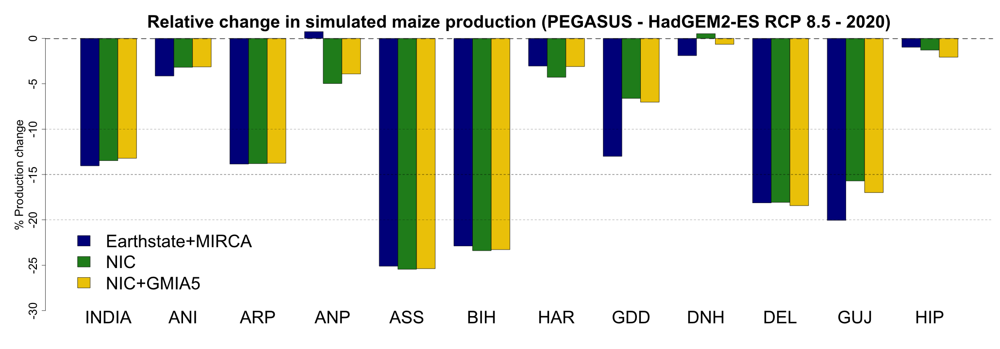 Relative change in simulated maize production (PEGASUS - HadGEM2-ES RCP 8.5 - 2020)
% Production change
0
-5
-10
-15
-20
-25
-30
Earthstate+MIRCA
NIC
NIC+GMIA5
INDIA ANI ARP ANP ASS BIH HAR GDD DNH DEL GUJ HIP